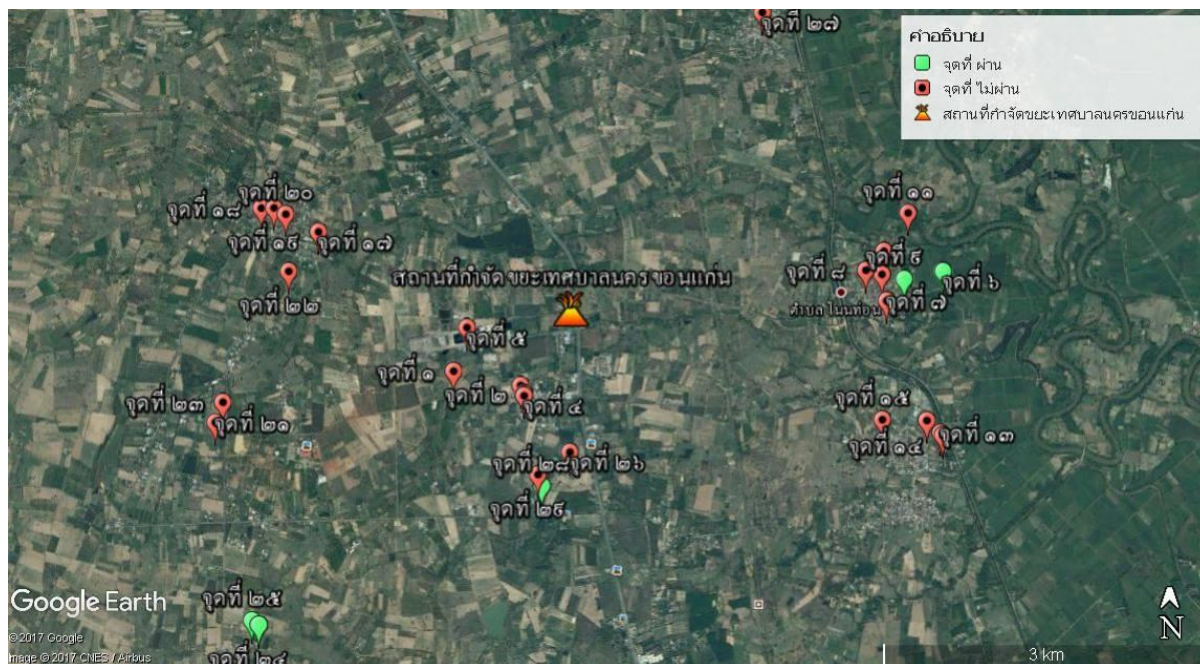 จุดที่ ๒๗
คำอธิบาย
จุดที่ ผ่าน
จุดที่ ไม่ผ่าน
สถานที่กำจัดขยะเทศบาลนครขอนแก่น
จุดที่ ๒๐
จุดที่ ๑๘
จุดที่ ๑๙
จุดที่ ๑๗
จุดที่ ๑๑
จุดที่ ๙
จุดที่ ๘
จุดที่ ๖
จุดที่ ๗
ตำบล โนนท่อน
จุดที่ ๒๒
สถานที่กำจัดขยะเทศบาลนครขอนแก่น
จุดที่ ๕
จุดที่ ๑
จุดที่ ๒
จุดที่ ๔
จุดที่ ๒๓
จุดที่ ๒๑
จุดที่ ๑๕
จุดที่ ๑๔
จุดที่ ๑๓
จุดที่ ๒๘
จุดที่ ๒๖
จุดที่ ๒๙
จุดที่ ๒๕
จุดที่ ๒๔
Google Earth
© 2017 Google
Image © 2017 CNES / Airbus
N
3 km